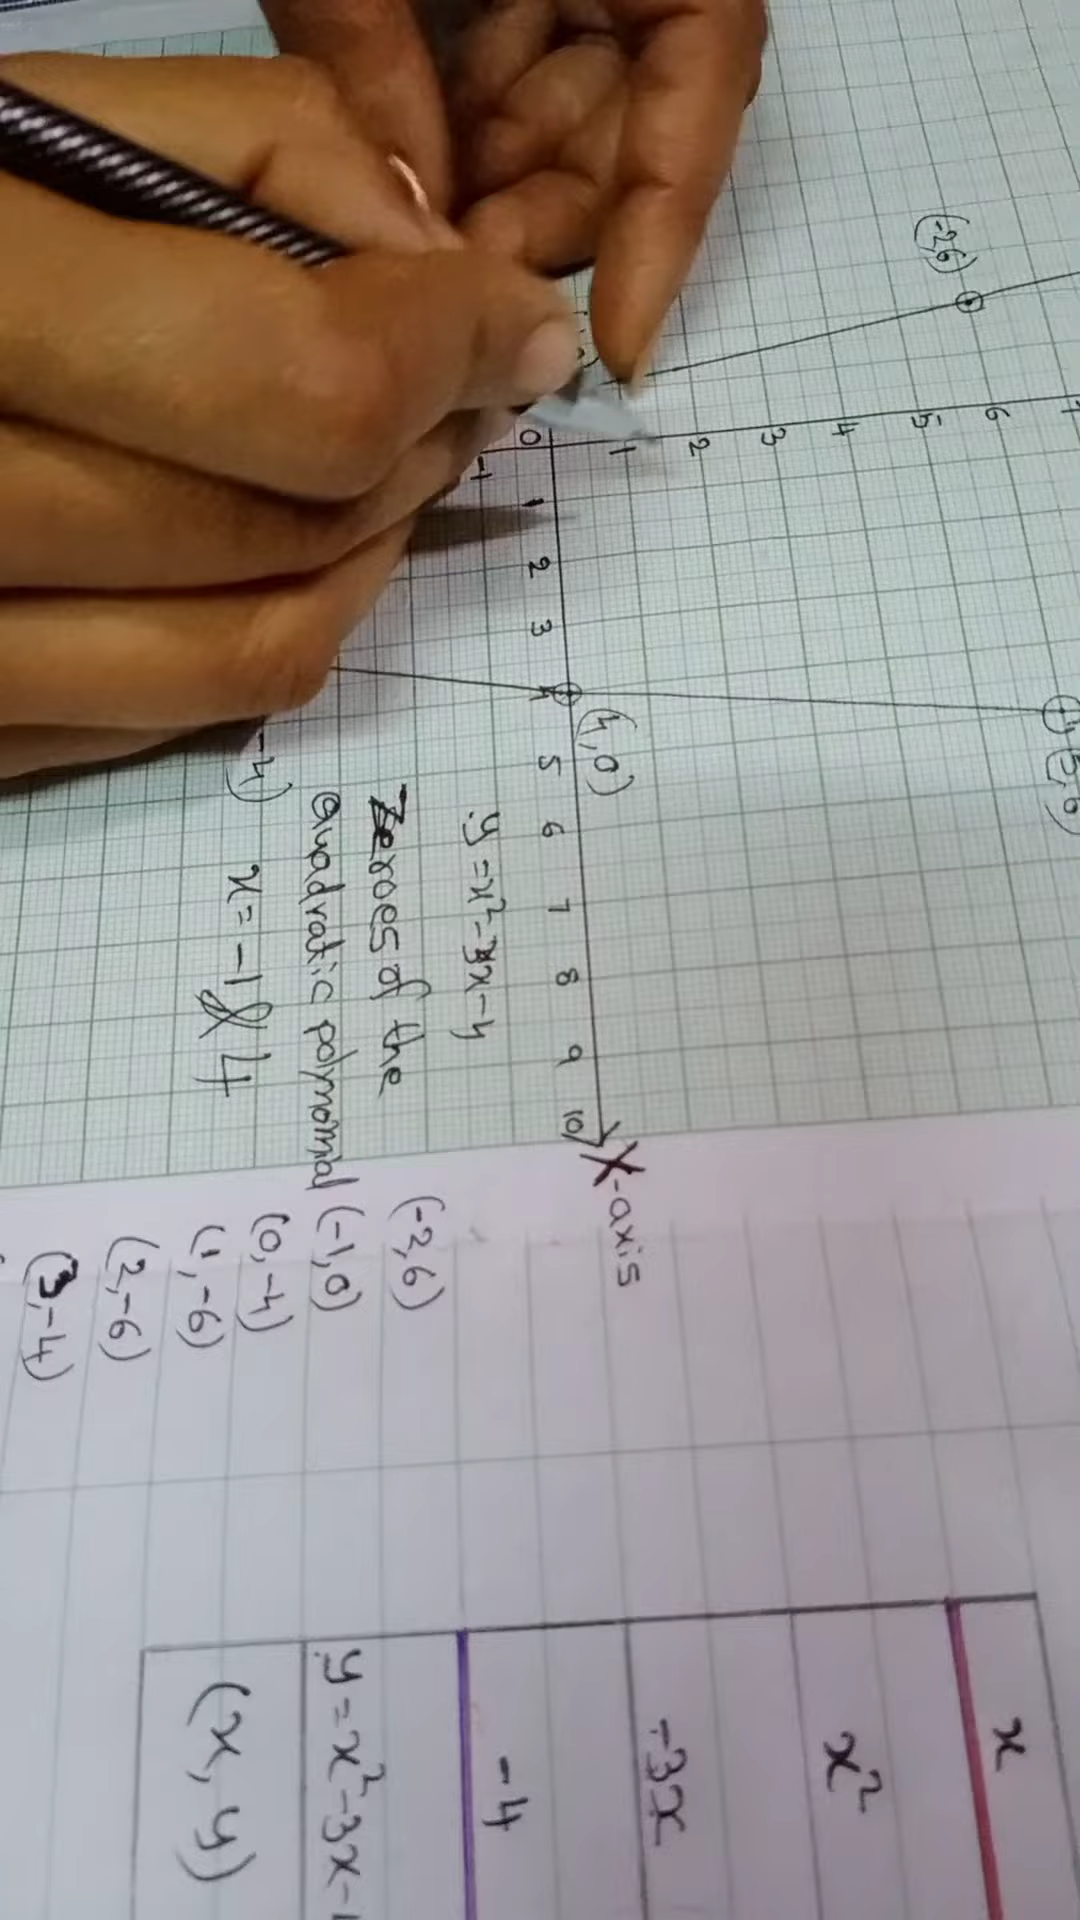 (-2,6)
7
6
5
4
3
2
1
0
-1
1 2 3 4 5 6 7 8 9 10 X-axis
(4,0)
y=x²-3x-4
Zeroes of the
quadratic polynomial
x=-1 & 4
-4)
(-2,6)
(-1,0)
(0,-4)
(1,-6)
(2,-6)
(3,-4)
x
x²
-3x
-4
y=x²-3x-
(x,y)